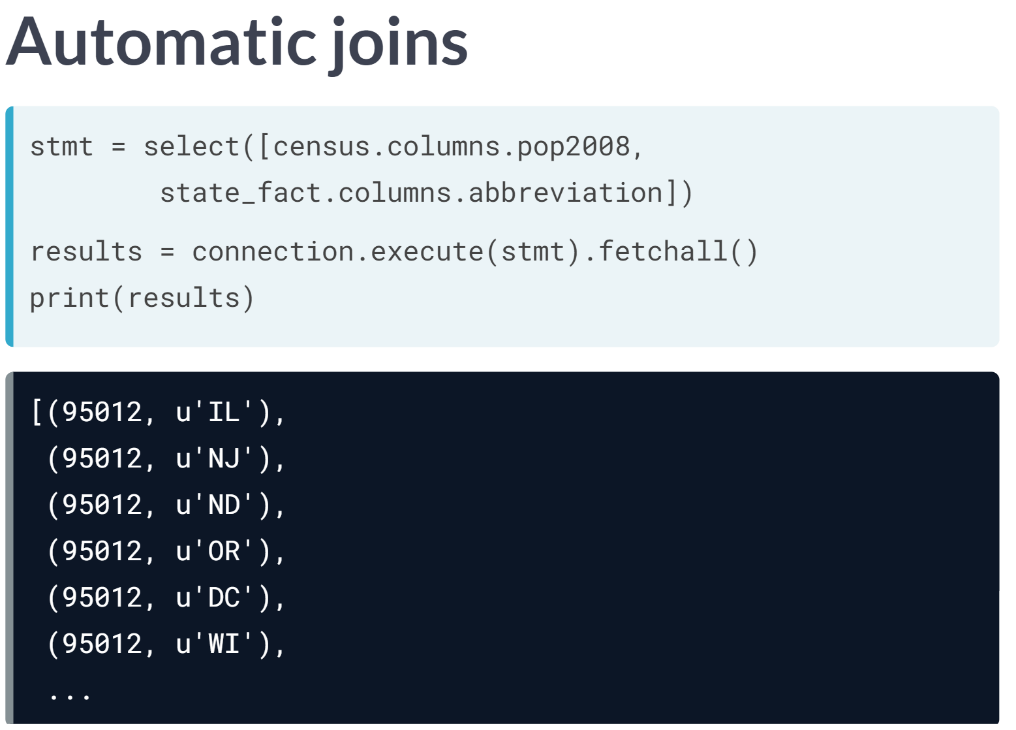 Automatic joins
stmt = select([census.columns.pop2008,
state_fact.columns.abbreviation])
results = connection.execute(stmt).fetchall()
print(results)
[(95012, u'IL'),
(95012, u'NJ'),
(95012, u'ND'),
(95012, u'OR'),
(95012, u'DC'),
(95012, u'WI'),
...